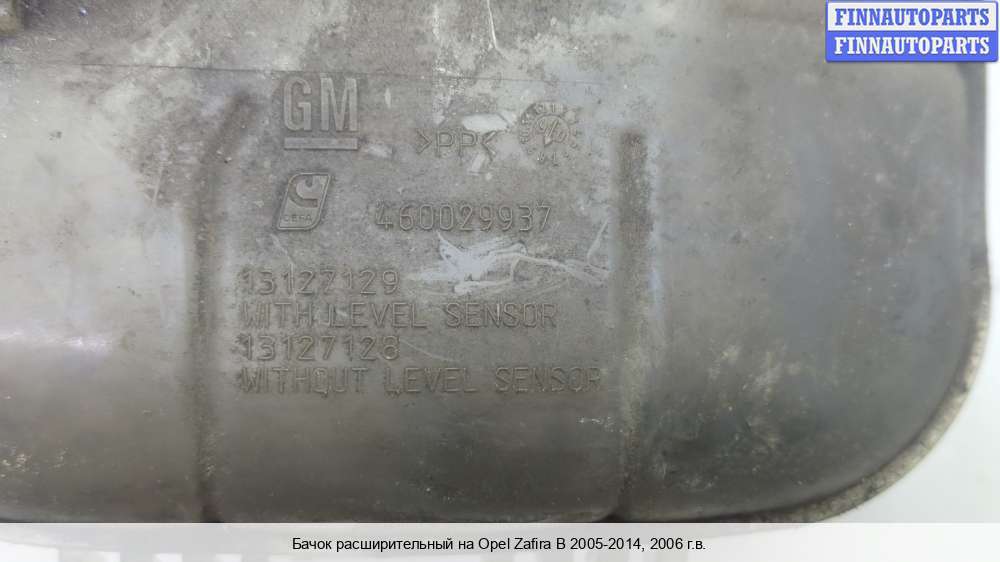 FINNAUTOPARTS
FINNAUTOPARTS
GM
>PP<
CEFA
460029937
13127129
WITH LEVEL SENSOR
13127128
WITHOUT LEVEL SENSOR
Бачок расширительный на Opel Zafira B 2005-2014, 2006 г.в.